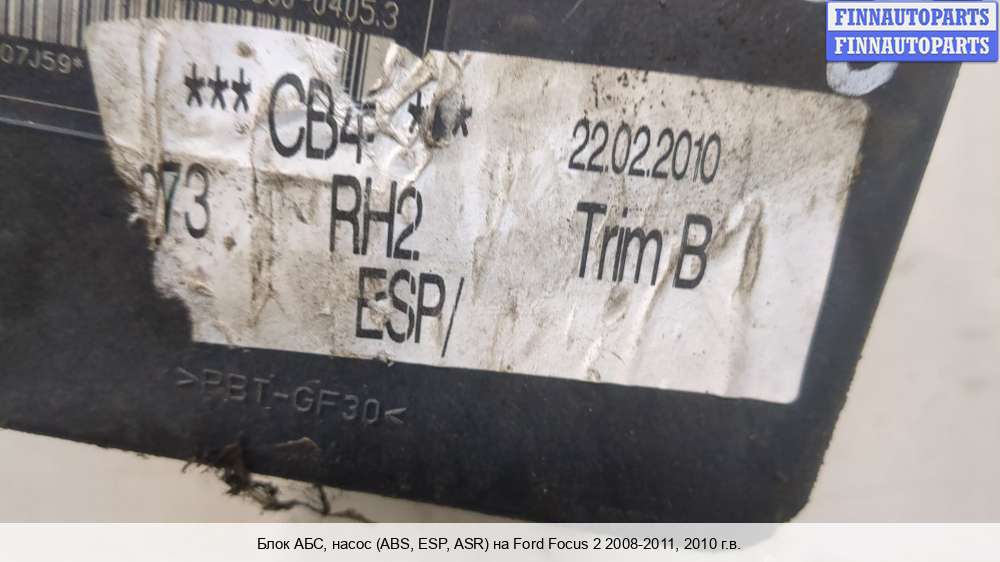 -0405.3
FINNAUTOPARTS
FINNAUTOPARTS
07J59*
*** CB4 ***
22.02.2010
273
RH2.
Trim B
ESP/
>PBT-GF30<
Блок АБС, насос (ABS, ESP, ASR) на Ford Focus 2 2008-2011, 2010 г.в.